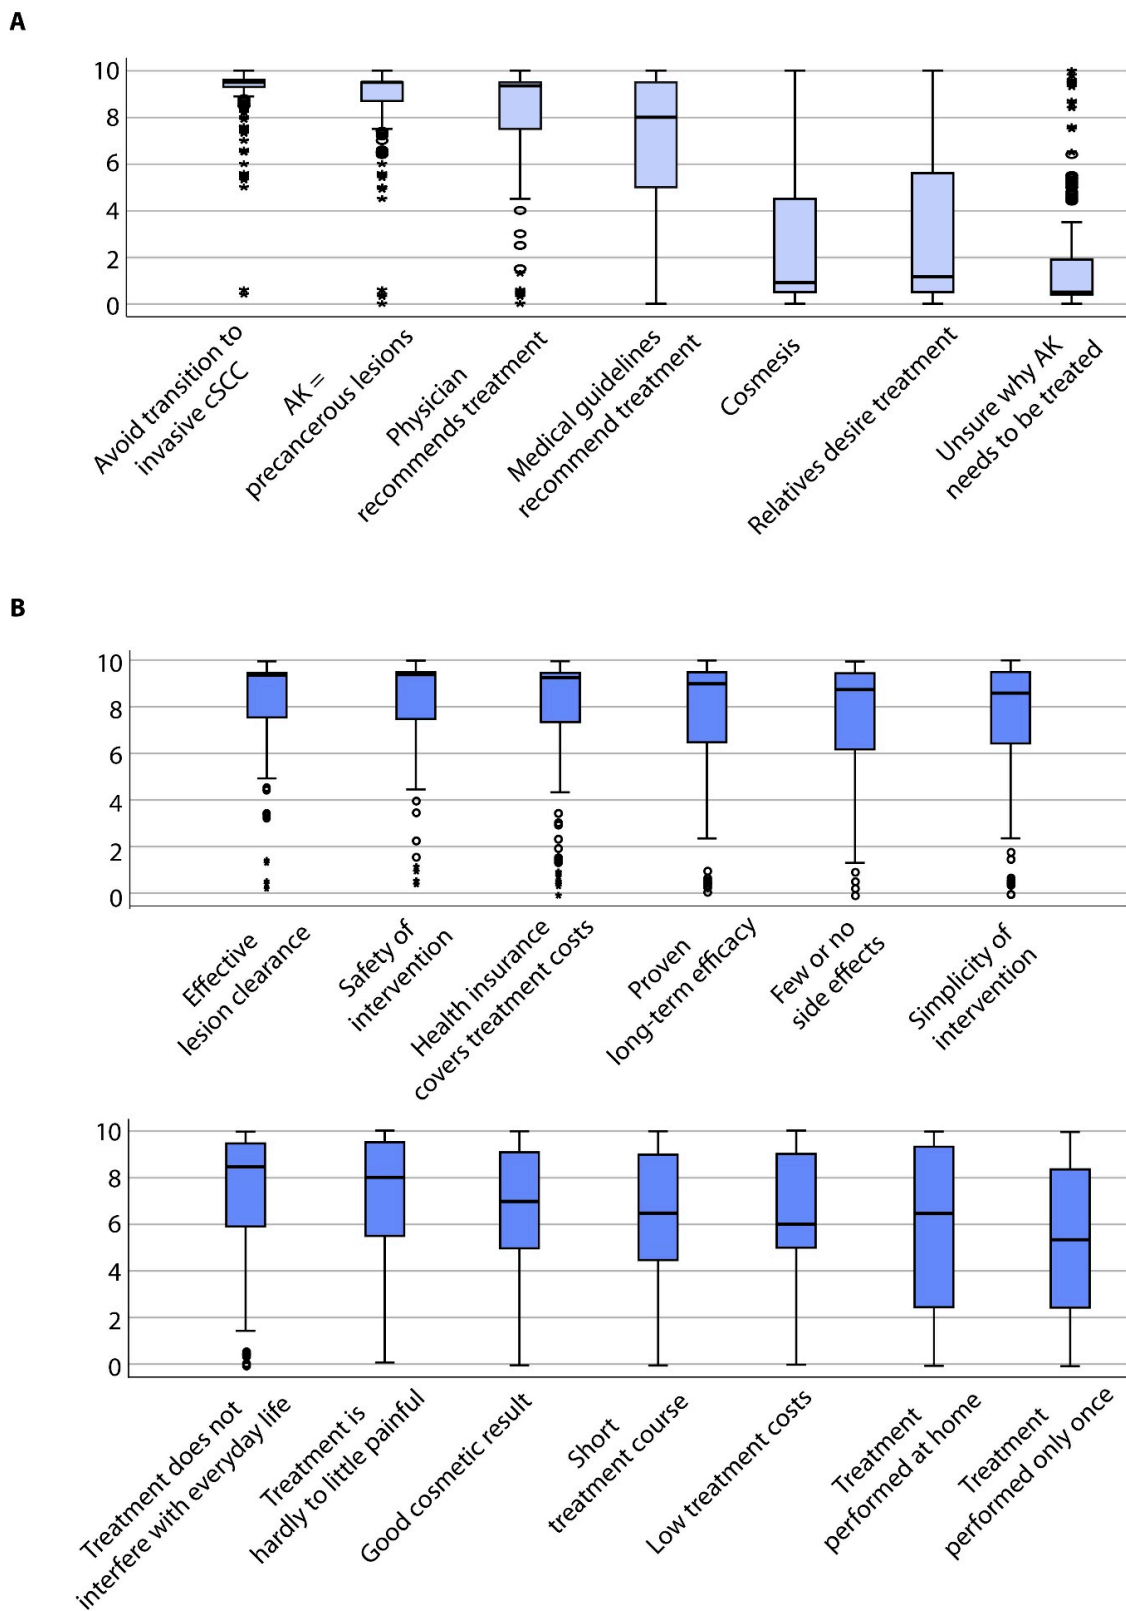 A
10
8
6
4
2
0
Avoid transition to
invasive cSCC
AK =
precancerous lesions
Physician
recommends treatment
Medical guidelines
recommend treatment
Cosmesis
Relatives desire treatment
Unsure why AK
needs to be treated
B
10
8
6
4
2
0
Effective
lesion clearance
Safety of
intervention
Health insurance
covers treatment costs
Proven
long-term efficacy
Few or no
side effects
Simplicity of
intervention
10
8
6
4
2
0
Treatment does not
interfere with everyday life
Treatment is
hardly to little painful
Good cosmetic result
Short
treatment course
Low treatment costs
Treatment
performed at home
Treatment
performed only once